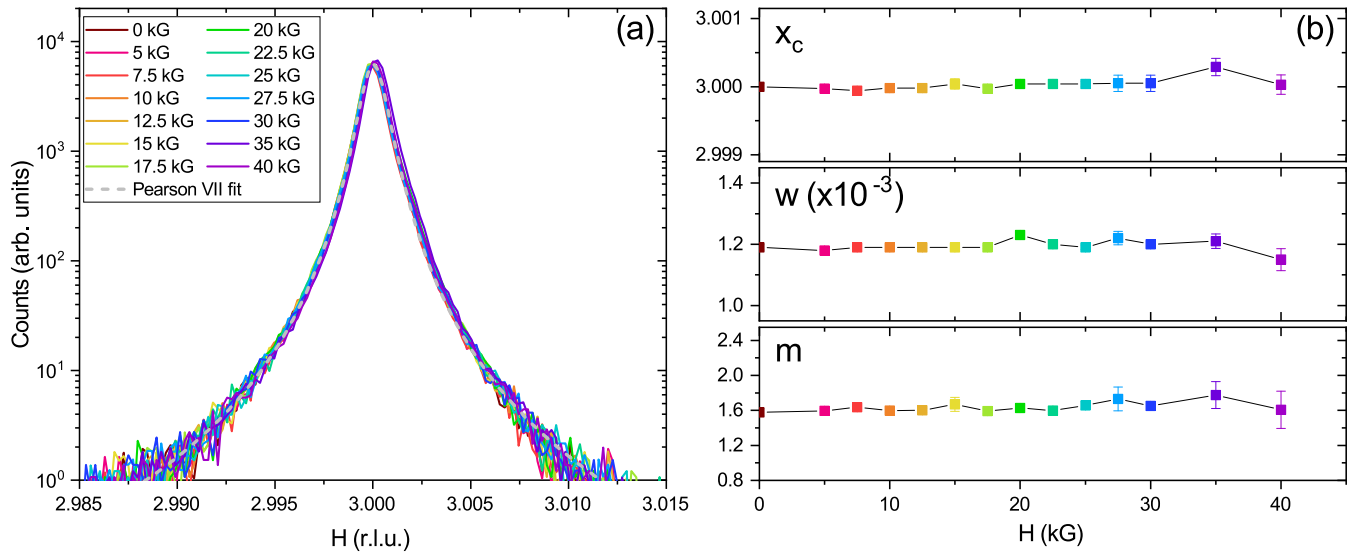 (a)
0 kG 20 kG
5 kG 22.5 kG
7.5 kG 25 kG
10 kG 27.5 kG
12.5 kG 30 kG
15 kG 35 kG
17.5 kG 40 kG
Pearson VII fit
10⁴
10³
10²
10¹
10⁰
Counts (arb. units)
2.985 2.990 2.995 3.000 3.005 3.010 3.015
H (r.l.u.)
(b)
x_c
3.001
3.000
2.999
w (x10⁻³)
1.4
1.2
1.0
m
2.4
2.0
1.6
1.2
0.8
0 10 20 30 40
H (kG)